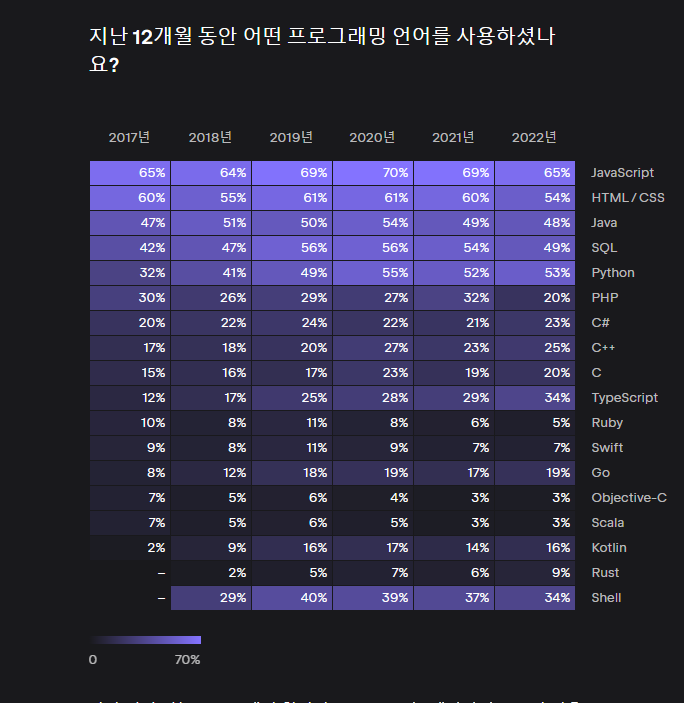 지난 12개월 동안 어떤 프로그래밍 언어를 사용하셨나
요?
2017년 2018년 2019년 2020년 2021년 2022년
65% 64% 69% 70% 69% 65% JavaScript
60% 55% 61% 61% 60% 54% HTML / CSS
47% 51% 50% 54% 49% 48% Java
42% 47% 56% 56% 54% 49% SQL
32% 41% 49% 55% 52% 53% Python
30% 26% 29% 27% 32% 20% PHP
20% 22% 24% 22% 21% 23% C#
17% 18% 20% 27% 23% 25% C++
15% 16% 17% 23% 19% 20% C
12% 17% 25% 28% 29% 34% TypeScript
10% 8% 11% 8% 6% 5% Ruby
9% 8% 11% 9% 7% 7% Swift
8% 12% 18% 19% 17% 19% Go
7% 5% 6% 4% 3% 3% Objective-C
7% 5% 6% 5% 3% 3% Scala
2% 9% 16% 17% 14% 16% Kotlin
– 2% 5% 7% 6% 9% Rust
– 29% 40% 39% 37% 34% Shell
0 70%